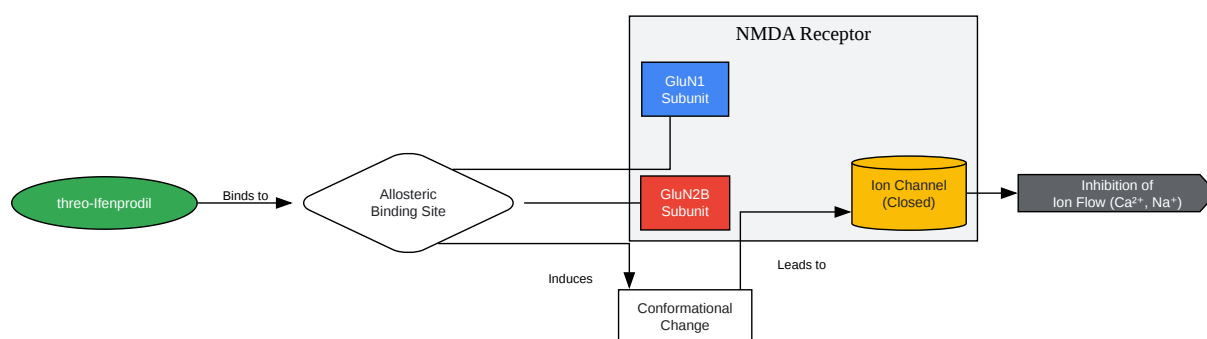 NMDA Receptor
GluN1
Subunit
threo-Ifenprodil
Binds to
Allosteric
Binding Site
GluN2B
Subunit
Ion Channel
(Closed)
Inhibition of
Ion Flow (Ca²⁺, Na⁺)
Induces
Leads to
Conformational
Change